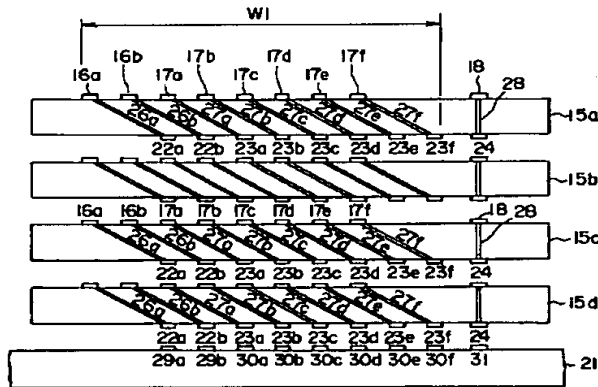 W1
16a 16b 17a 17b 17c 17d 17e 17f 18
26a 26b 27a 27b 27c 27d 27e 27f 28
15a
22a 22b 23a 23b 23c 23d 23e 23f 24
15b
16a 16b 17a 17b 17c 17d 17e 17f 18
26a 26b 27a 27b 27c 27d 27e 27f 28
15c
22a 22b 23a 23b 23c 23d 23e 23f 24
26a 26b 27a 27b 27c 27d 27e 27f
15d
22a 22b 23a 23b 23c 23d 23e 23f 24
29a 29b 30a 30b 30c 30d 30e 30f 31
21